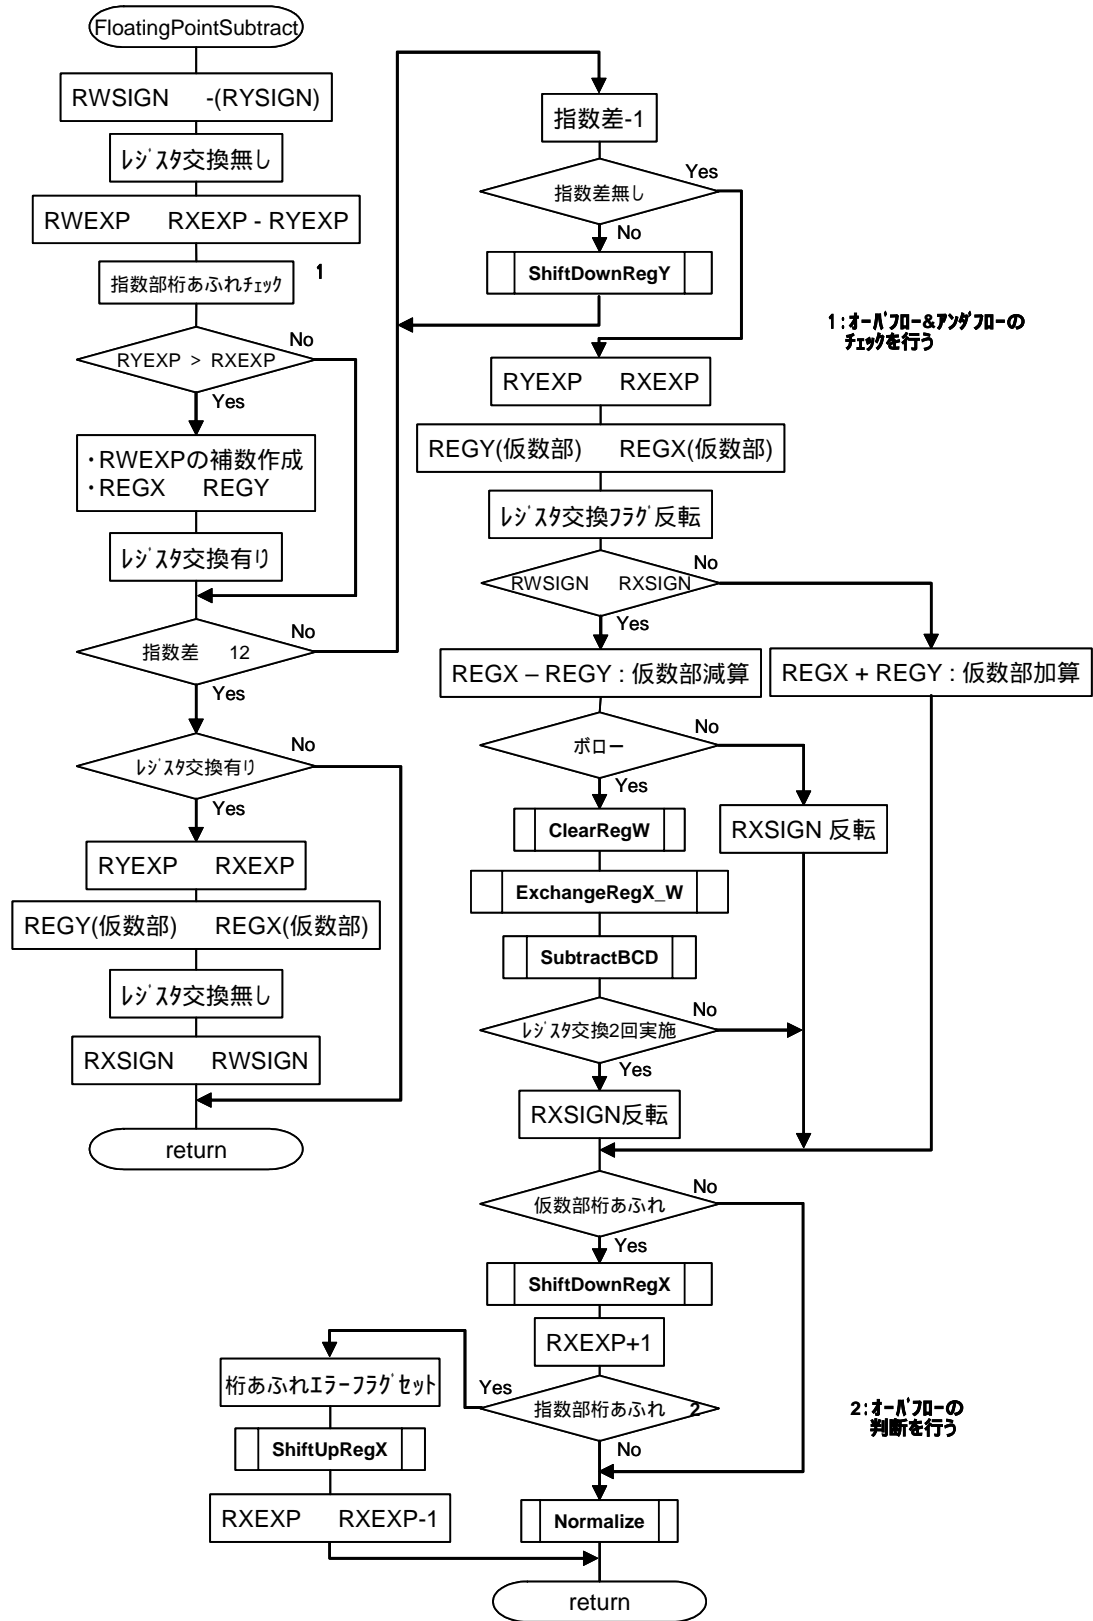 FloatingPointSubtract
RWSIGN -(RYSIGN)
ﾚｼﾞｽﾀ交換無し
RWEXP RXEXP - RYEXP
指数部桁あふれﾁｪｯｸ 1
RYEXP > RXEXP
No
Yes
・RWEXPの補数作成
・REGX REGY
ﾚｼﾞｽﾀ交換有り
指数差 12
No
Yes
ﾚｼﾞｽﾀ交換有り
No
Yes
RYEXP RXEXP
REGY(仮数部) REGX(仮数部)
ﾚｼﾞｽﾀ交換無し
RXSIGN RWSIGN
return
指数差-1
指数差無し
Yes
No
ShiftDownRegY
RYEXP RXEXP
REGY(仮数部) REGX(仮数部)
ﾚｼﾞｽﾀ交換ﾌﾗｸﾞ反転
RWSIGN RXSIGN
No
Yes
REGX – REGY : 仮数部減算
REGX + REGY : 仮数部加算
ボロー
No
Yes
RXSIGN 反転
ClearRegW
ExchangeRegX_W
SubtractBCD
ﾚｼﾞｽﾀ交換2回実施
No
Yes
RXSIGN反転
仮数部桁あふれ
No
Yes
ShiftDownRegX
RXEXP+1
指数部桁あふれ 2
Yes
No
桁あふれｴﾗｰﾌﾗｸﾞｾｯﾄ
ShiftUpRegX
RXEXP RXEXP-1
Normalize
return
1:ｵｰﾊﾞﾌﾛｰ&ｱﾝﾀﾞﾌﾛｰの
ﾁｪｯｸを行う
2:ｵｰﾊﾞﾌﾛｰの
判断を行う